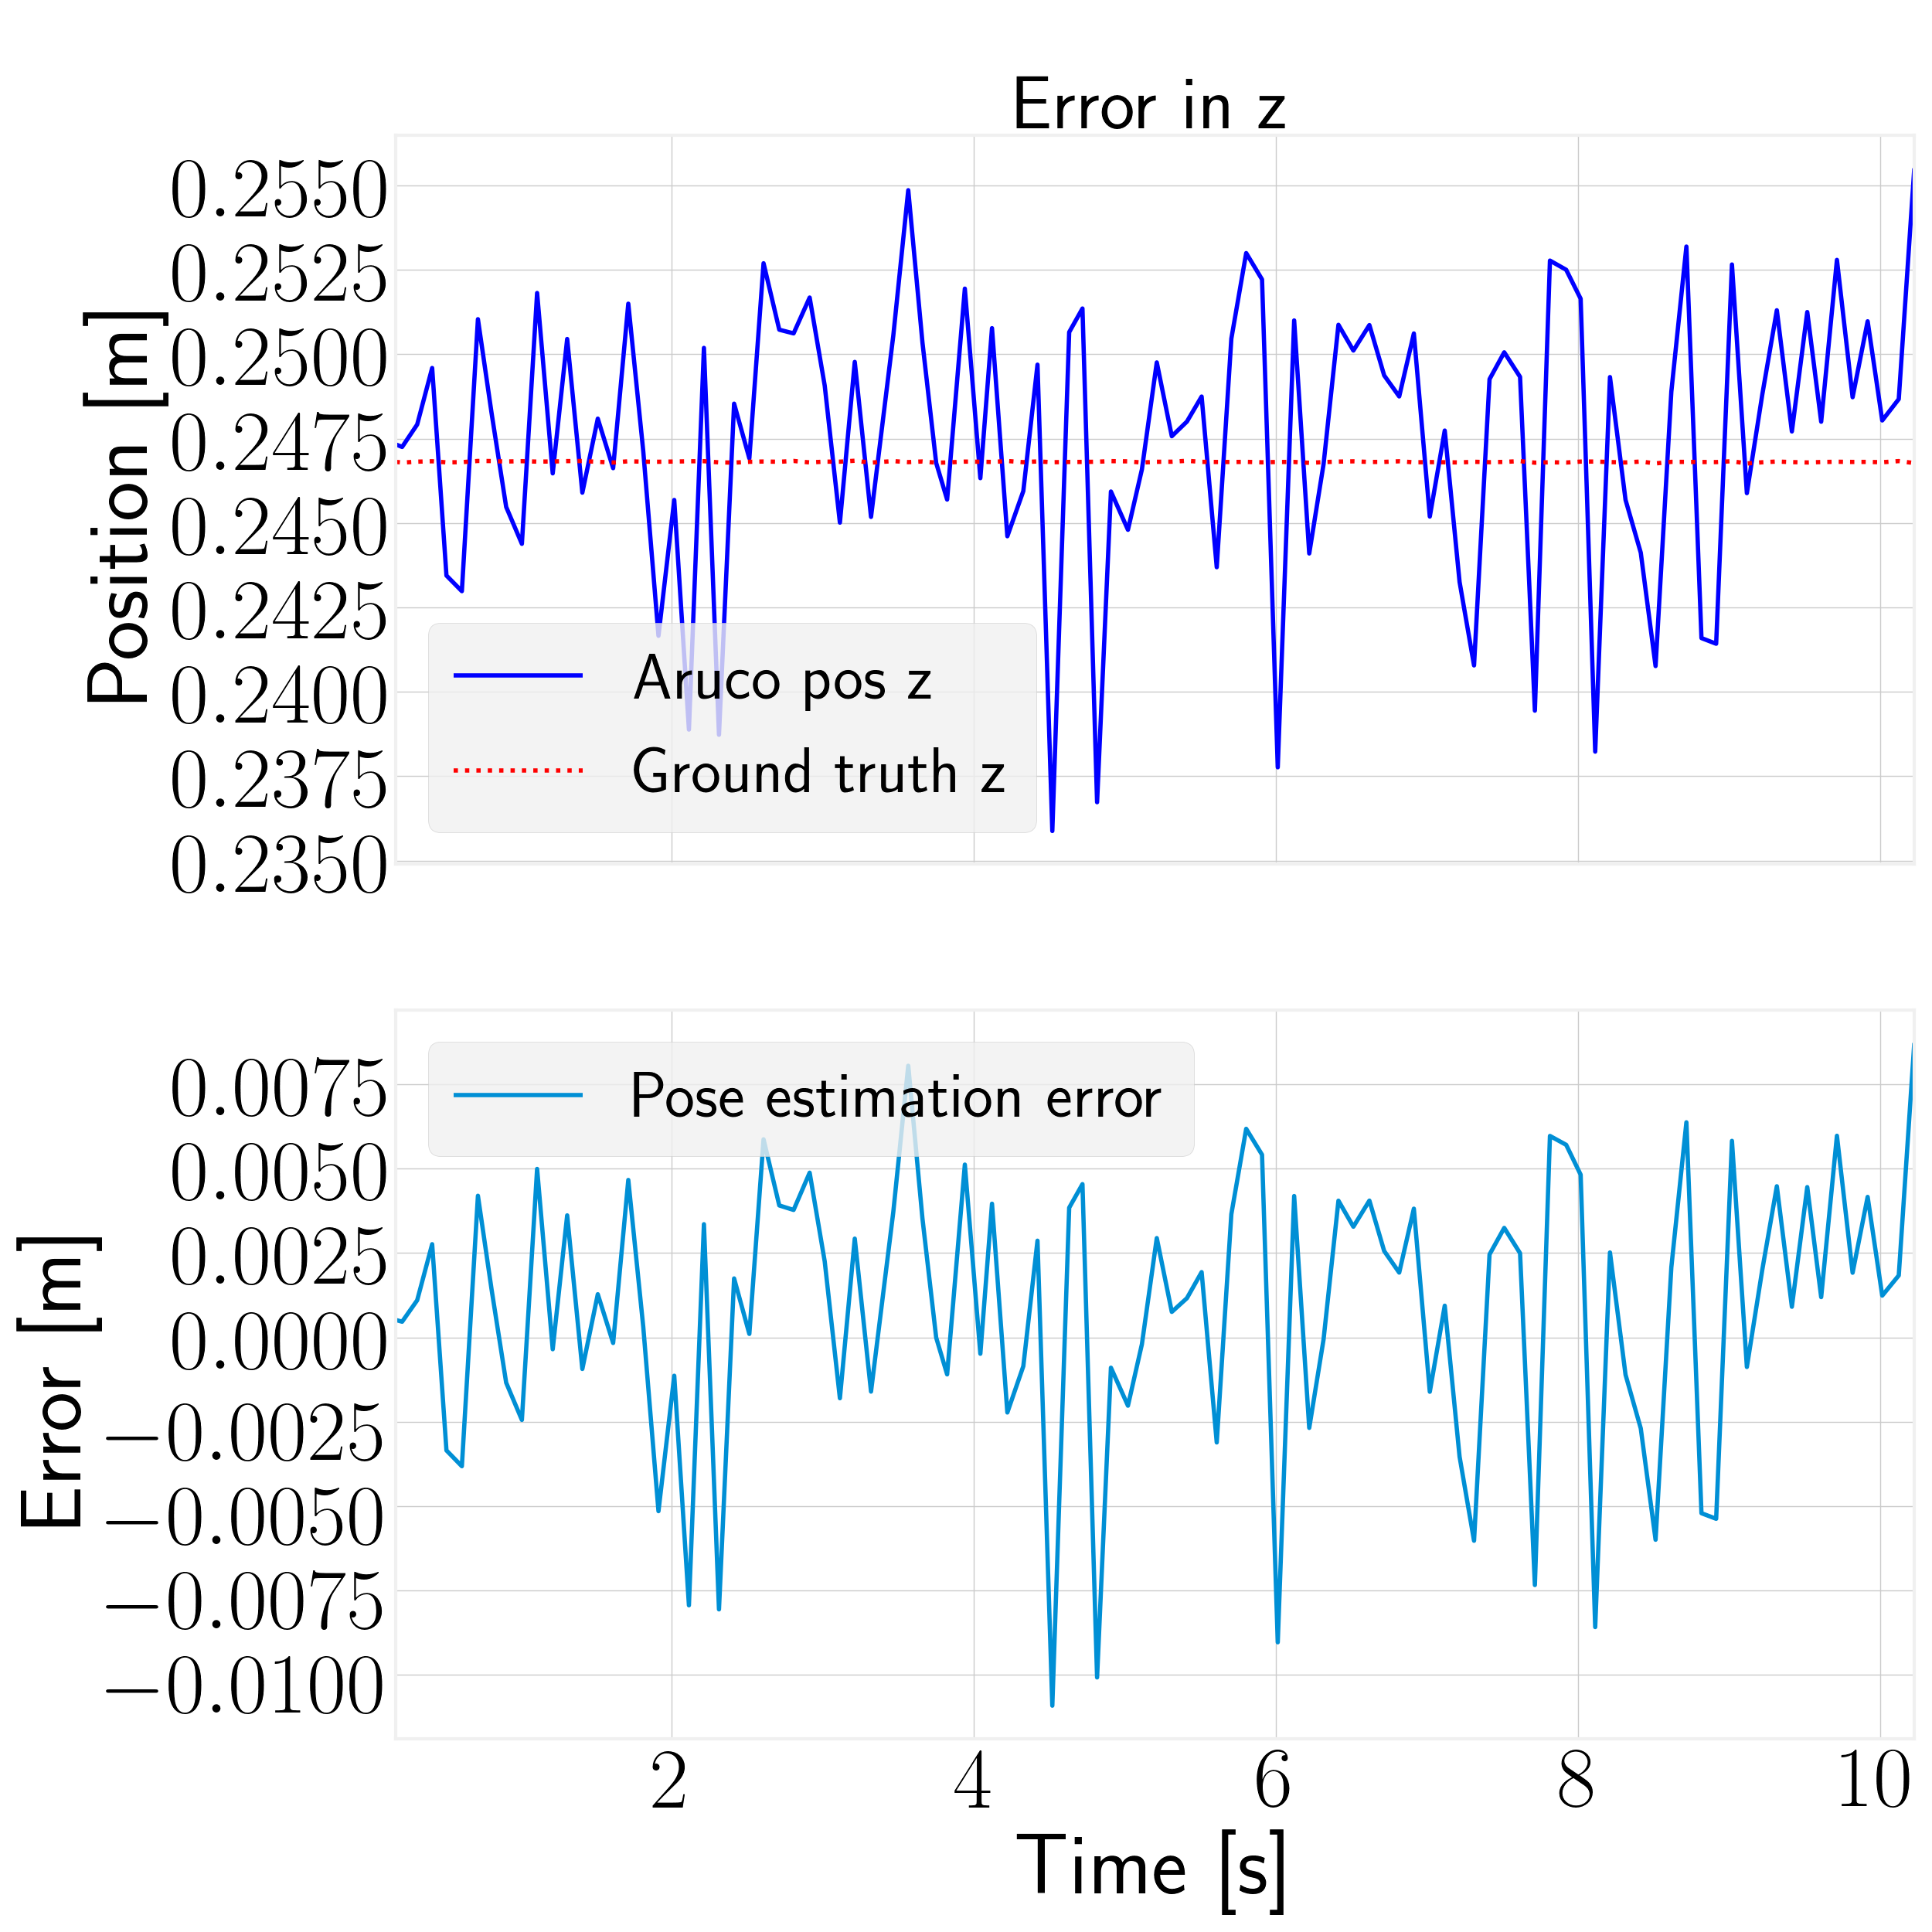 Error in z
Position [m]
0.2550
0.2525
0.2500
0.2475
0.2450
0.2425
0.2400
0.2375
0.2350
Aruco pos z
Ground truth z
Error [m]
0.0075
0.0050
0.0025
0.0000
−0.0025
−0.0050
−0.0075
−0.0100
Pose estimation error
2 4 6 8 10
Time [s]